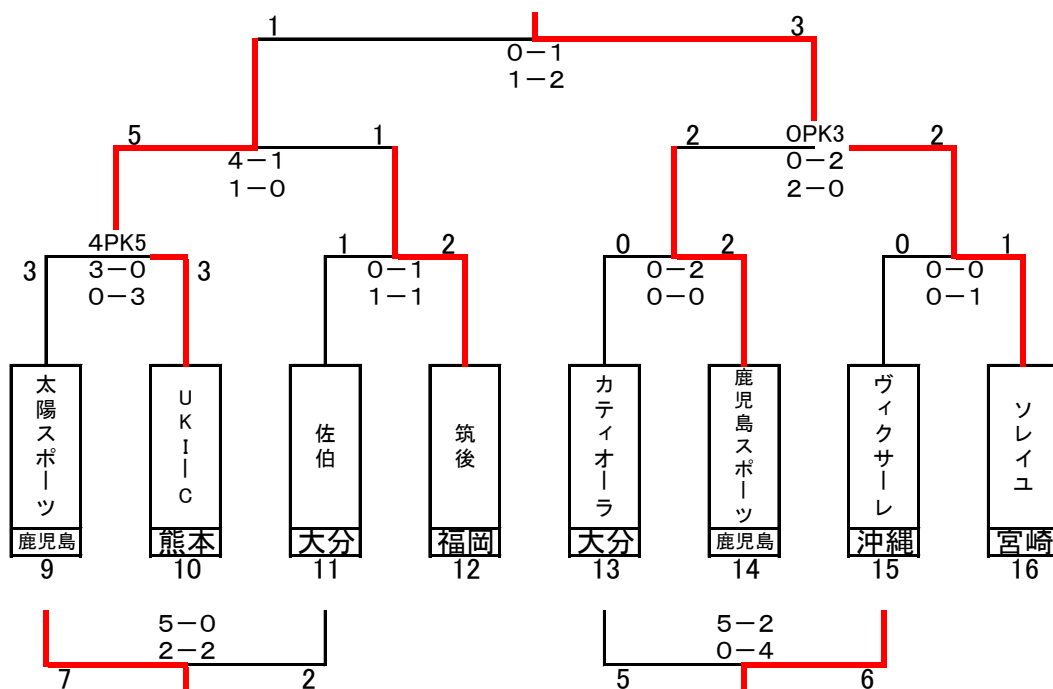 1 3
0－1
1－2
5 1 2 0PK3 2
4－1 0－2
1－0 2－0
4PK5 1 2 0 2 0 1
3 3－0 3 0－1 0－2 0－0
0－3 1－1 0－0 0－1
太陽スポーツ
UKI－C
佐伯
筑後
カティオーラ
鹿児島スポーツ
ヴィクサーレ
ソレイユ
鹿児島 熊本 大分 福岡 大分 鹿児島 沖縄 宮崎
9 10 11 12 13 14 15 16
5－0 5－2
2－2 0－4
7 2 5 6